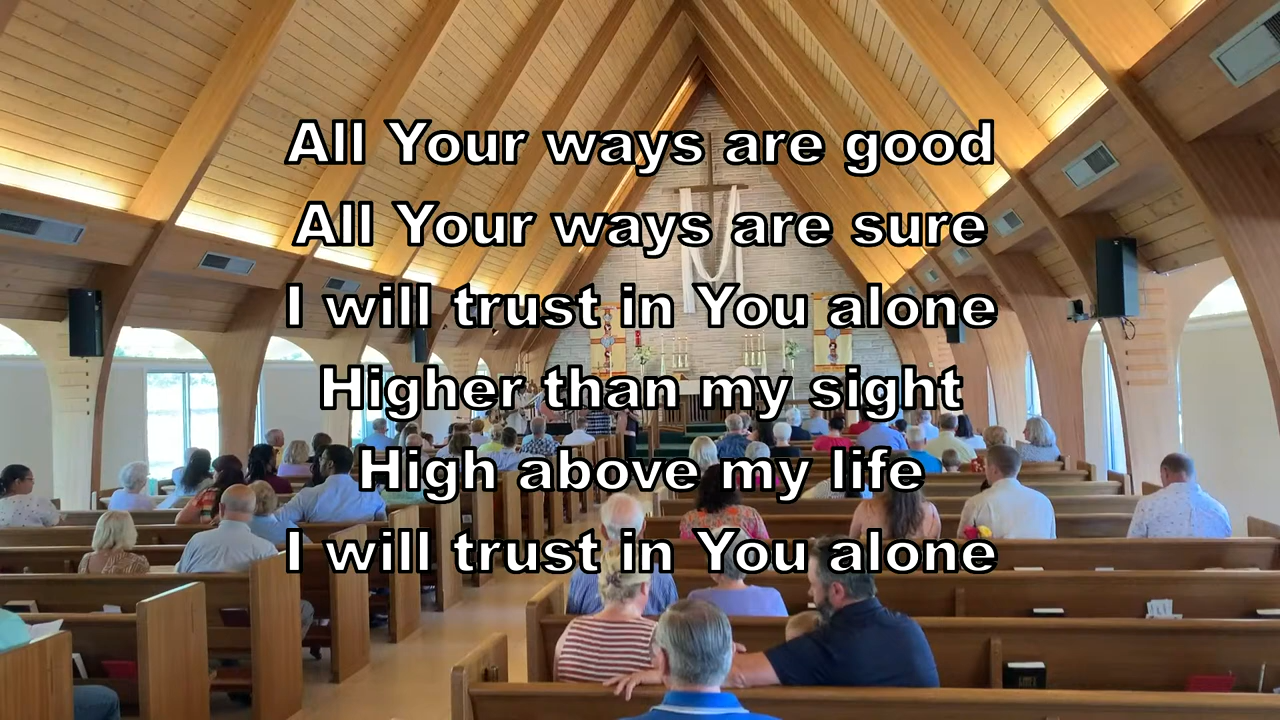 All Your ways are good
All Your ways are sure
I will trust in You alone
Higher than my sight
High above my life
I will trust in You alone